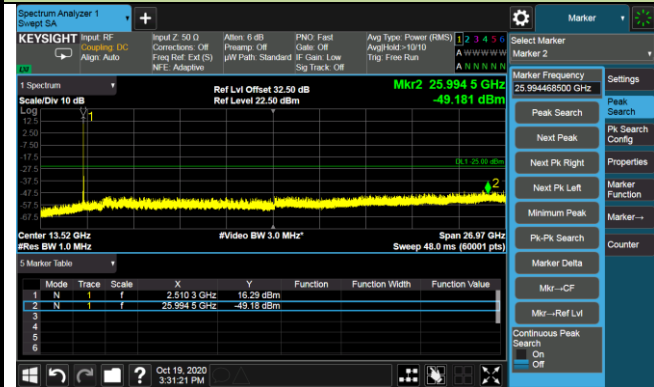 Spectrum Analyzer 1
Swept SA
+
Marker
KEYSIGHT
Input: RF
Coupling: DC
Align: Auto
Input Z: 50 Ω
Corrections: Off
Freq Ref: Ext (S)
NFE: Adaptive
Atten: 6 dB
Preamp: Off
µW Path: Standard
PNO: Fast
Gate: Off
IF Gain: Low
Sig Track: Off
Avg Type: Power (RMS)
Avg|Hold:>10/10
Trig: Free Run
1 2 3 4 5 6
A W W W W W
A N N N N N
Select Marker
Marker 2
1 Spectrum
Scale/Div 10 dB
Ref Lvl Offset 32.50 dB
Ref Level 22.50 dBm
Mkr2 25.994 5 GHz
-49.181 dBm
Log
12.5
2.50
-7.50
-17.5
-27.5
-37.5
-47.5
-57.5
-67.5
1
DL1 -25.00 dBm
2
Center 13.52 GHz
#Res BW 1.0 MHz
#Video BW 3.0 MHz*
Span 26.97 GHz
Sweep 48.0 ms (60001 pts)
5 Marker Table
Mode Trace Scale X Y Function Function Width Function Value
1 N 1 f 2.510 3 GHz 16.29 dBm
2 N 1 f 25.994 5 GHz -49.18 dBm
3
4
5
6
Marker Frequency
25.994468500 GHz
Peak Search
Next Peak
Next Pk Right
Next Pk Left
Minimum Peak
Pk-Pk Search
Marker Delta
Mkr→CF
Mkr→Ref Lvl
Continuous Peak
Search
On
Off
Settings
Peak
Search
Pk Search
Config
Properties
Marker
Function
Marker→
Counter
?
Oct 19, 2020
3:31:21 PM